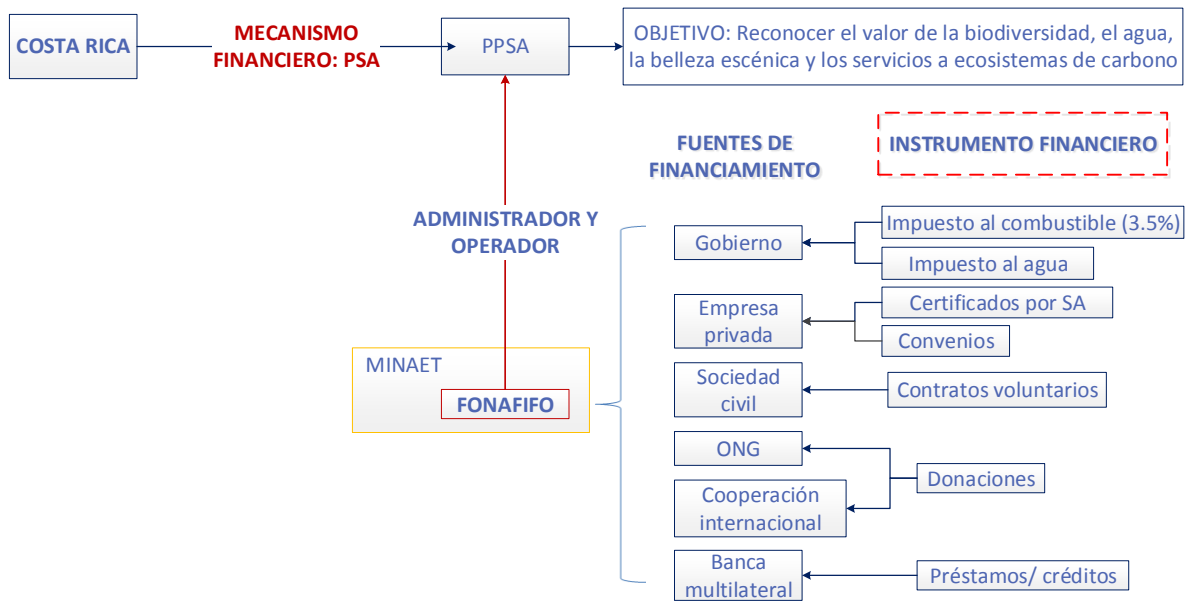 COSTA RICA
MECANISMO
FINANCIERO: PSA
PPSA
OBJETIVO: Reconocer el valor de la biodiversidad, el agua,
la belleza escénica y los servicios a ecosistemas de carbono
FUENTES DE
FINANCIAMIENTO
INSTRUMENTO FINANCIERO
ADMINISTRADOR Y
OPERADOR
MINAET
FONAFIFO
Gobierno
Impuesto al combustible (3.5%)
Impuesto al agua
Empresa
privada
Certificados por SA
Convenios
Sociedad
civil
Contratos voluntarios
ONG
Cooperación
internacional
Donaciones
Banca
multilateral
Préstamos/ créditos